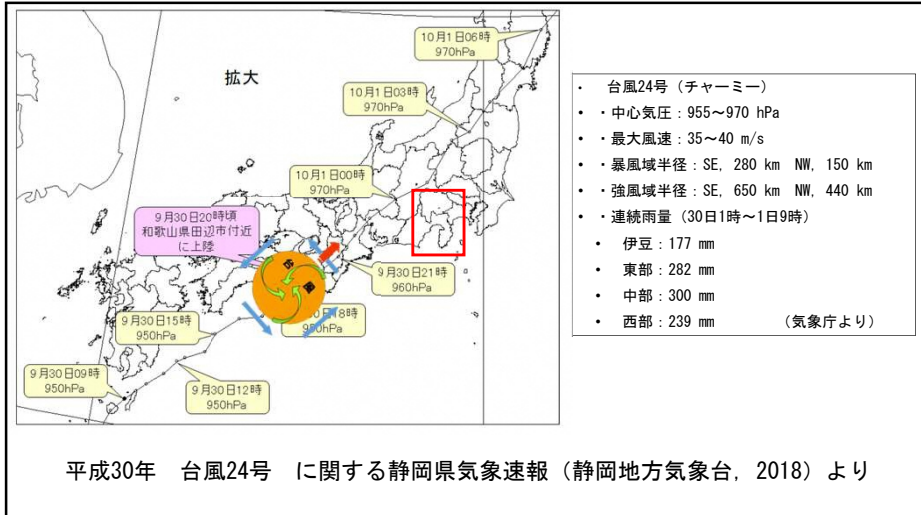 10月1日06時
970hPa
拡大
10月1日03時
970hPa
10月1日00時
970hPa
9月30日20時頃
和歌山県田辺市付近
に上陸
9月30日21時
960hPa
9月30日15時
950hPa
9月30日09時
950hPa
9月30日12時
950hPa
・ 台風24号（チャーミー）
・ ・中心気圧：955～970 hPa
・ ・最大風速：35～40 m/s
・ ・暴風域半径：SE, 280 km NW, 150 km
・ ・強風域半径：SE, 650 km NW, 440 km
・ ・連続雨量（30日1時～1日9時）
・ 伊豆：177 mm
・ 東部：282 mm
・ 中部：300 mm
・ 西部：239 mm （気象庁より）
平成30年 台風24号 に関する静岡県気象速報（静岡地方気象台, 2018）より